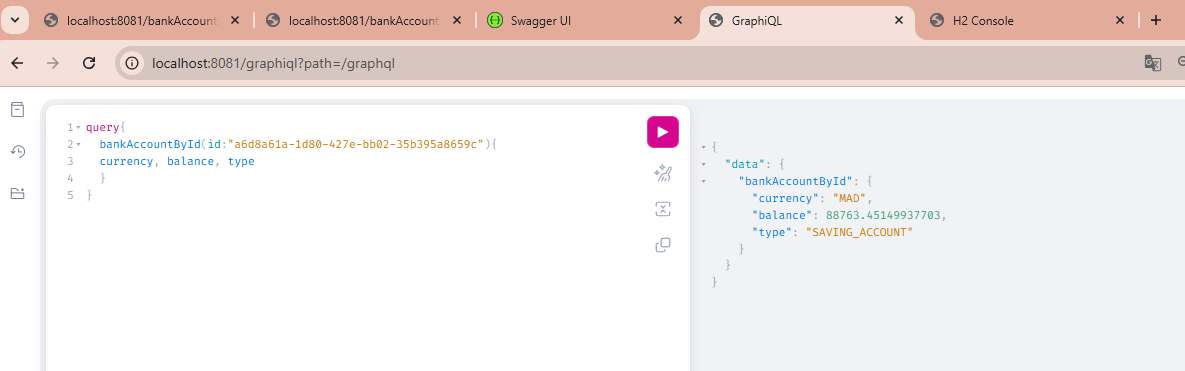 localhost:8081/bankAccount
localhost:8081/bankAccount
Swagger UI
GraphiQL
H2 Console
localhost:8081/graphiql?path=/graphql
1 query{
2 bankAccountById(id:"a6d8a61a-1d80-427e-bb02-35b395a8659c"){
3 currency, balance, type
4 }
5 }
{
"data": {
"bankAccountById": {
"currency": "MAD",
"balance": 88763.45149937703,
"type": "SAVING_ACCOUNT"
}
}
}